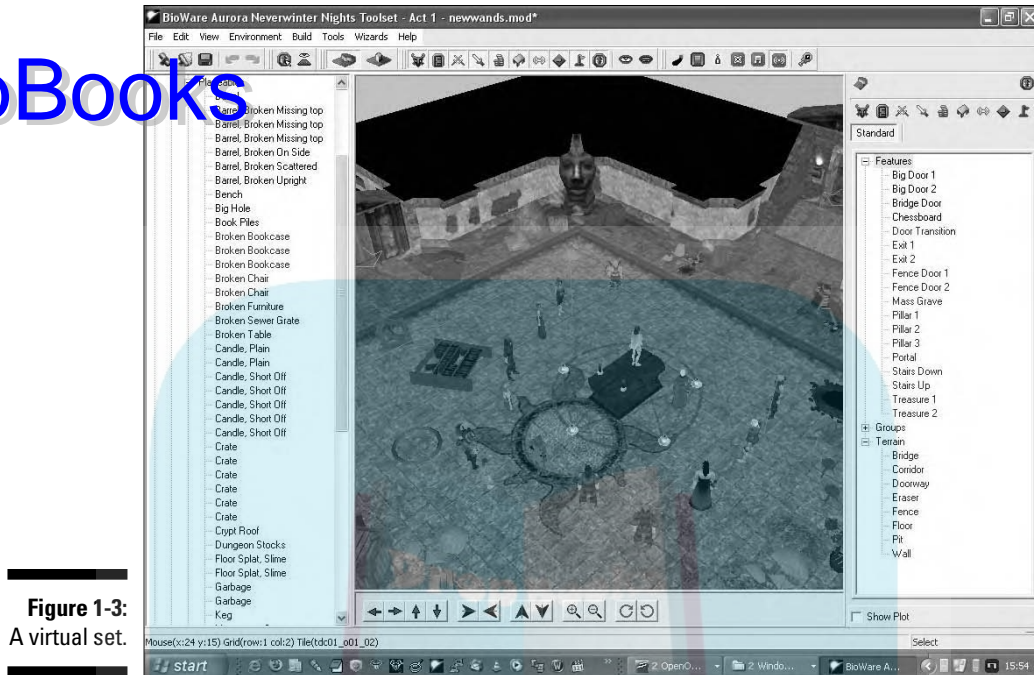 BioWare Aurora Neverwinter Nights Toolset - Act 1 - newwands.mod*
File Edit View Environment Build Tools Wizards Help
oBooks
Barrel, Broken Missing top
Barrel, Broken Missing top
Barrel, Broken Missing top
Barrel, Broken On Side
Barrel, Broken Scattered
Barrel, Broken Upright
Bench
Big Hole
Book Piles
Broken Bookcase
Broken Bookcase
Broken Bookcase
Broken Chair
Broken Chair
Broken Furniture
Broken Sewer Grate
Broken Table
Candle, Plain
Candle, Plain
Candle, Short Off
Candle, Short Off
Candle, Short Off
Candle, Short Off
Candle, Short Off
Crate
Crate
Crate
Crate
Crate
Crate
Crypt Roof
Dungeon Stocks
Floor Splat, Slime
Floor Splat, Slime
Garbage
Garbage
Keg
Standard
Features
Big Door 1
Big Door 2
Bridge Door
Chessboard
Door Transition
Exit 1
Exit 2
Fence Door 1
Fence Door 2
Mass Grave
Pillar 1
Pillar 2
Pillar 3
Portal
Stairs Down
Stairs Up
Treasure 1
Treasure 2
Groups
Terrain
Bridge
Corridor
Doorway
Eraser
Fence
Floor
Pit
Wall
Show Plot
Mouse(x:24 y:15) Grid(row:1 col:2) Tile(tdc01_o01_02)
Select
start
2 OpenO...
2 Windo...
BioWare A...
15:54
Figure 1-3:
A virtual set.